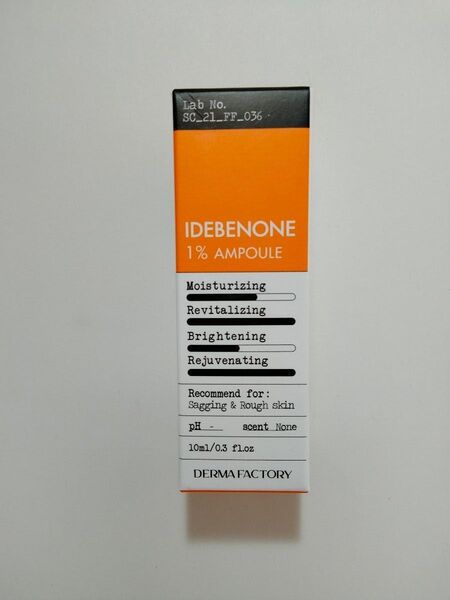 Lab No.
SC_21_FF_036
IDEBENONE
1% AMPOULE
Moisturizing
Revitalizing
Brightening
Rejuvenating
Recommend for:
Sagging & Rough skin
pH - scent None
10ml/0.3 fl.oz
DERMA FACTORY